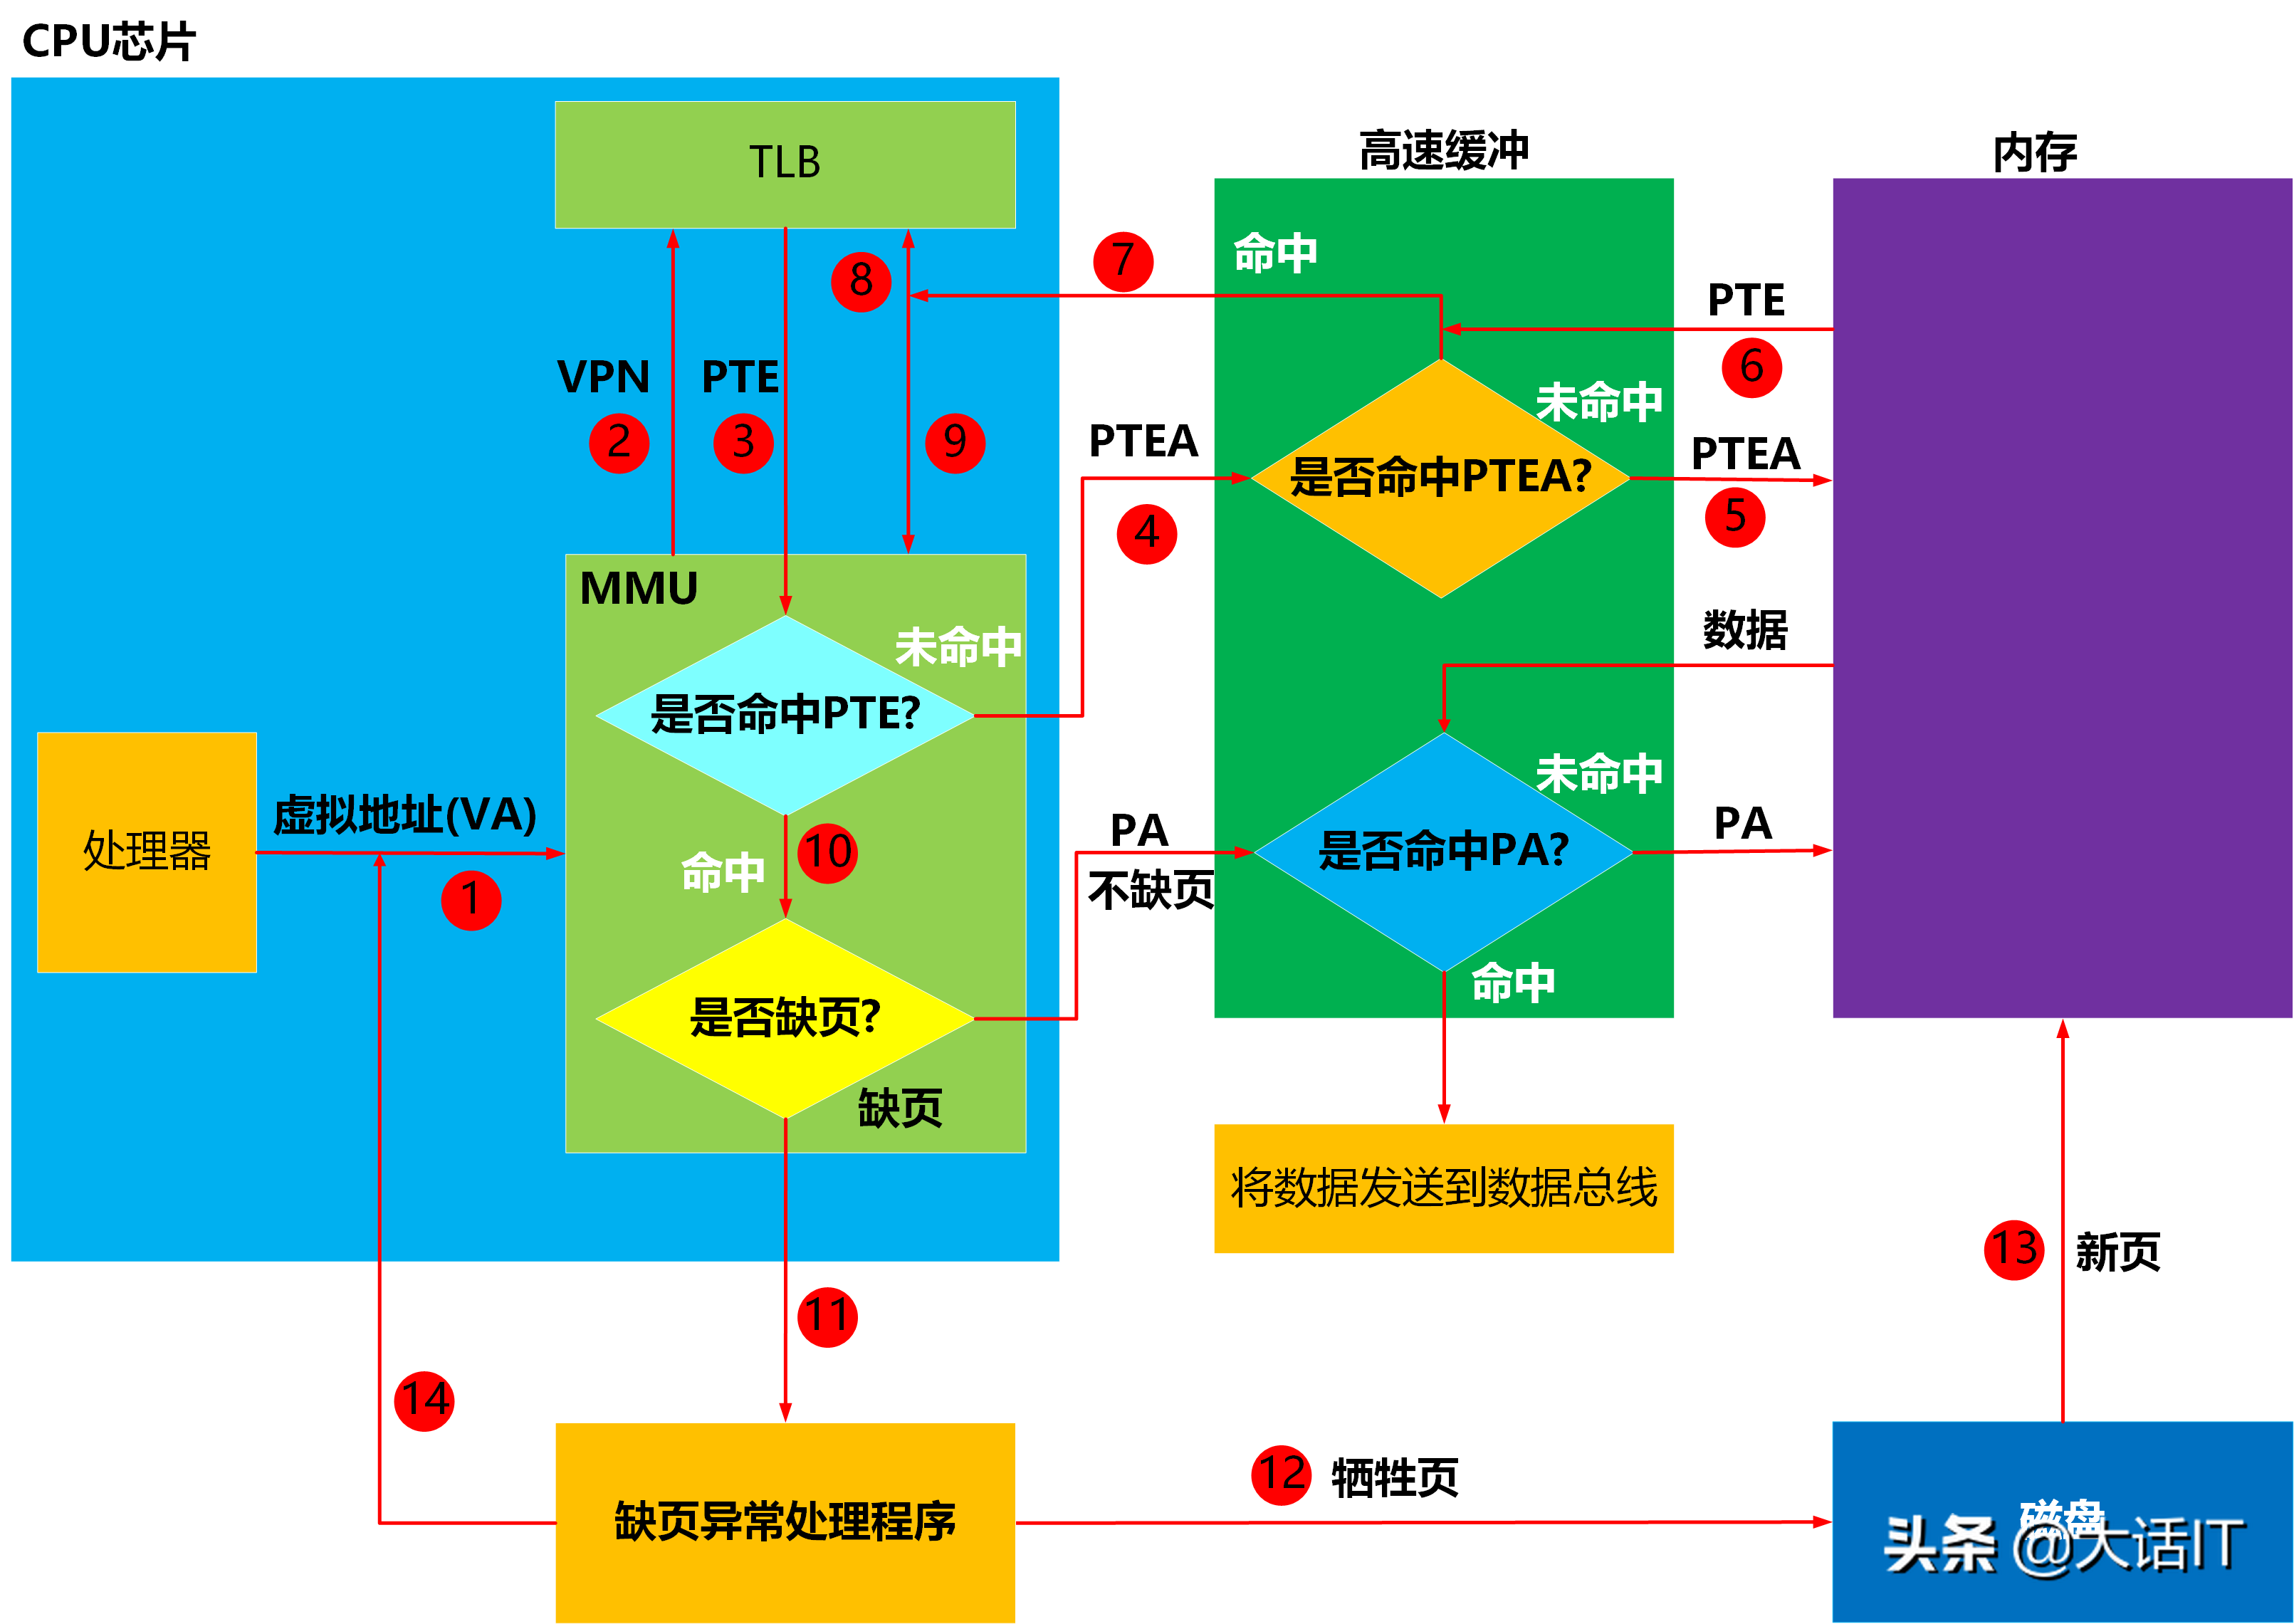 CPU芯片
TLB
高速缓冲
内存
命中
7
8
PTE
6
VPN
PTE
未命中
2
3
9
PTEA
PTEA
是否命中PTEA?
4
5
MMU
未命中
数据
是否命中PTE?
未命中
虚拟地址(VA)
处理器
1
10
命中
PA
不缺页
是否命中PA?
PA
命中
是否缺页?
缺页
将数据发送到数据总线
13
新页
11
14
12
牺牲页
缺页异常处理程序
磁盘
头条 @大话IT